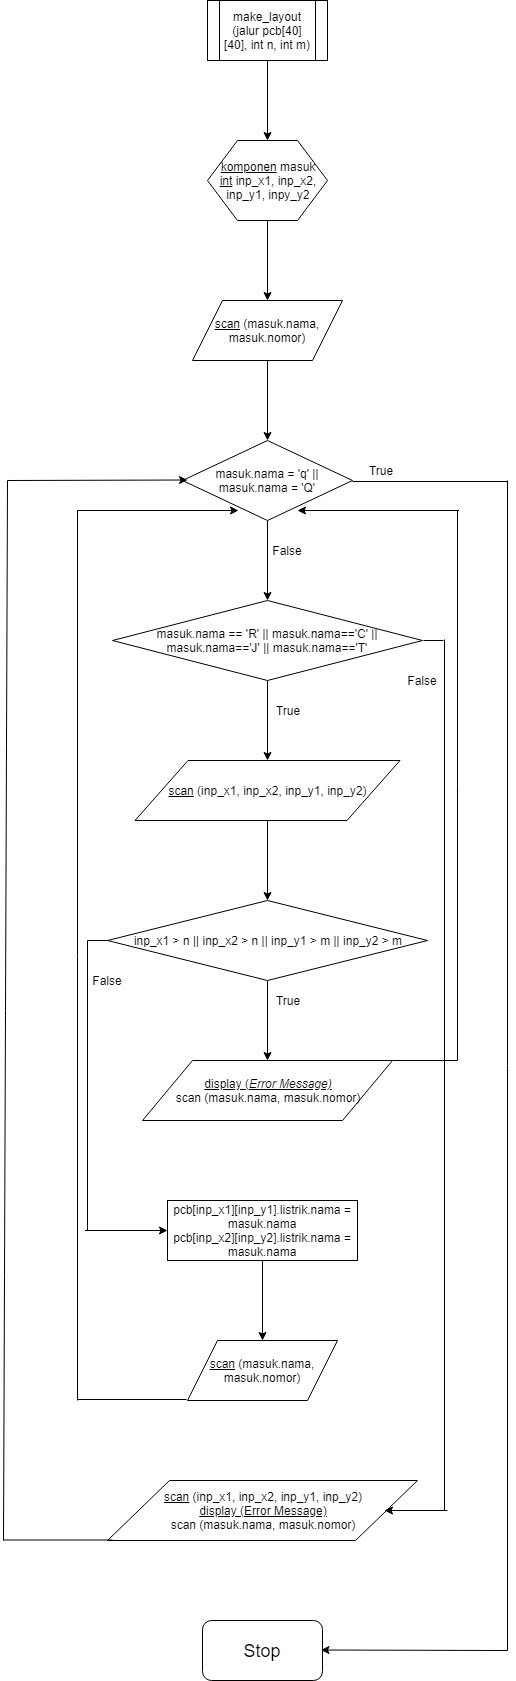 make_layout
(jalur pcb[40]
[40], int n, int m)
komponen masuk
int inp_x1, inp_x2,
inp_y1, inpy_y2
scan (masuk.nama,
masuk.nomor)
masuk.nama = 'q' ||
masuk.nama = 'Q'
True
False
masuk.nama == 'R' || masuk.nama=='C' ||
masuk.nama=='J' || masuk.nama=='T'
False
True
scan (inp_x1, inp_x2, inp_y1, inp_y2)
inp_x1 > n || inp_x2 > n || inp_y1 > m || inp_y2 > m
False
True
display (Error Message)
scan (masuk.nama, masuk.nomor)
pcb[inp_x1][inp_y1].listrik.nama =
masuk.nama
pcb[inp_x2][inp_y2].listrik.nama =
masuk.nama
scan (masuk.nama,
masuk.nomor)
scan (inp_x1, inp_x2, inp_y1, inp_y2)
display (Error Message)
scan (masuk.nama, masuk.nomor)
Stop